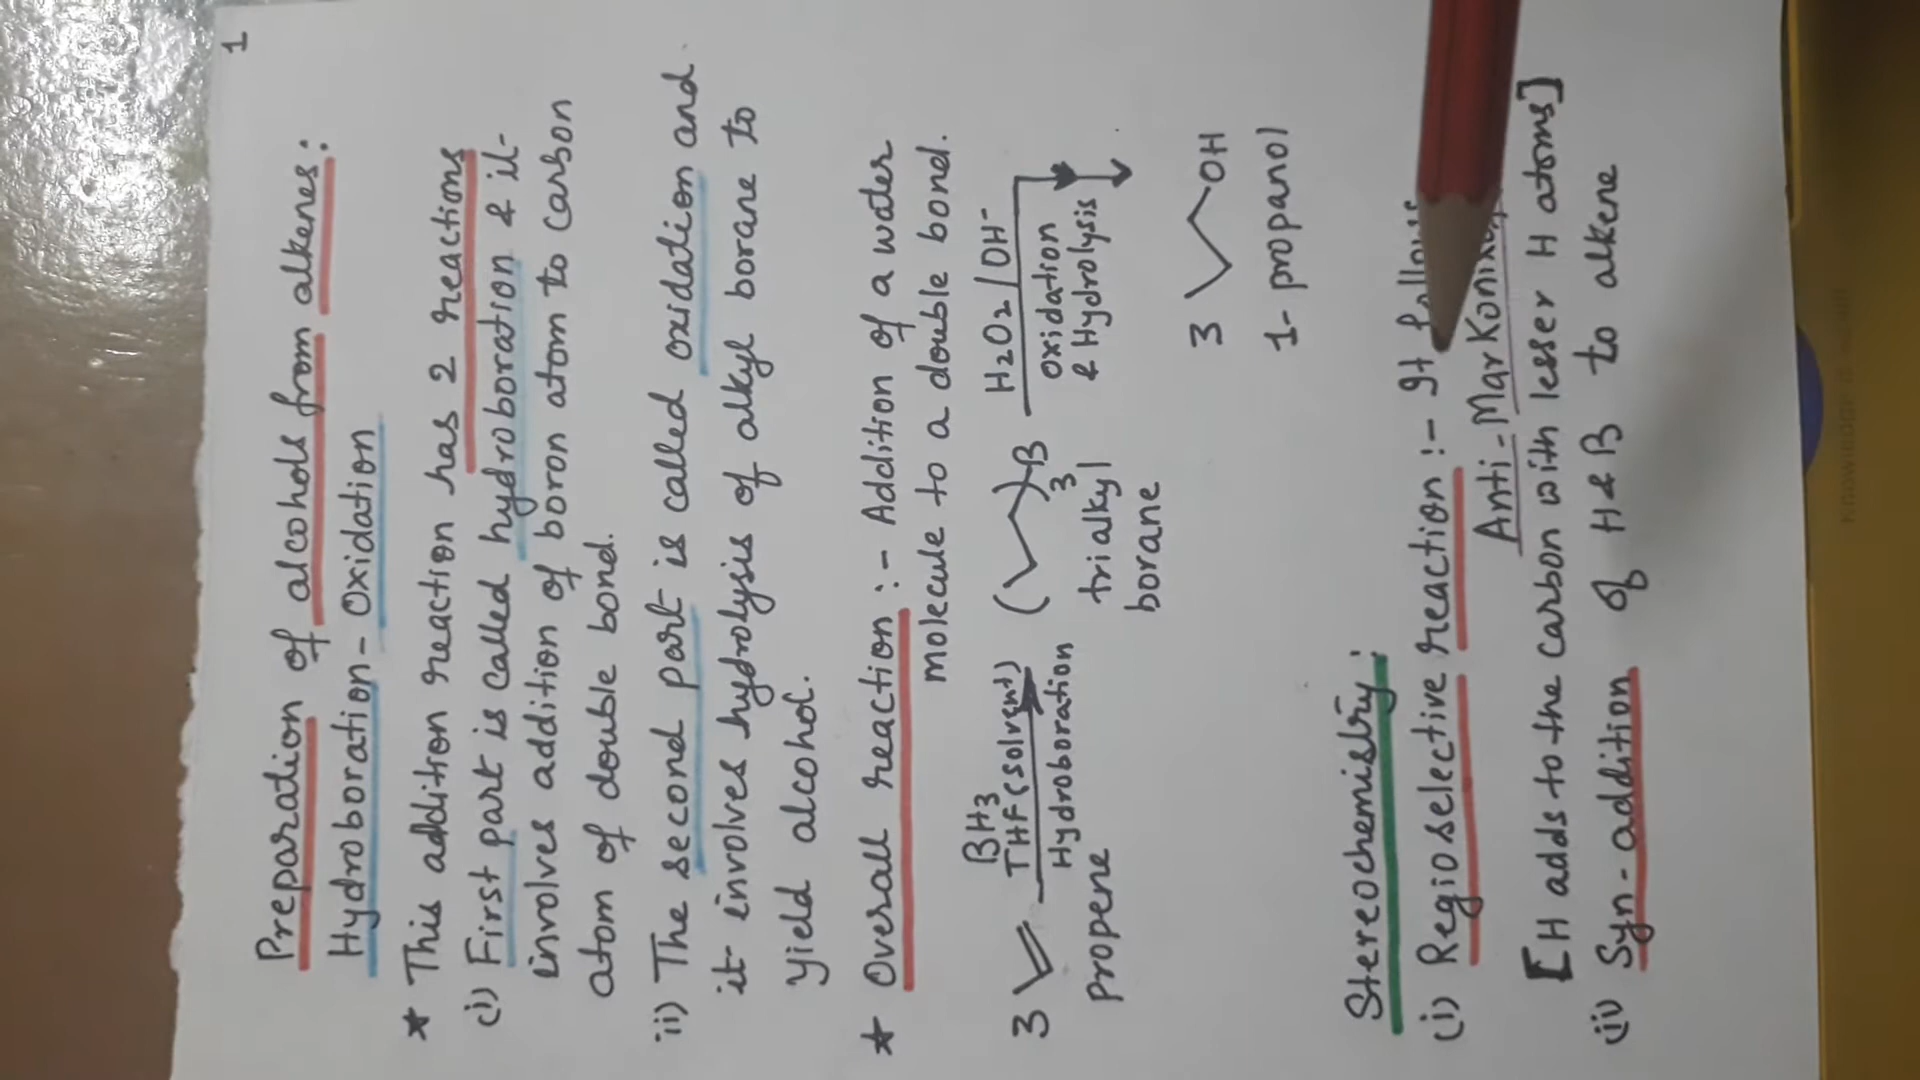 1
Preparation of alcohols from alkenes:
Hydroboration-Oxidation
* This addition reaction has 2 reactions
(i) First part is called hydroboration & it
involves addition of boron atom to carbon
atom of double bond.
ii) The second part is called oxidation and
it involves hydrolysis of alkyl borane to
yield alcohol.
* Overall reaction :- Addition of a water
molecule to a double bond.
3 BH3 THF (solvent) Hydroboration ( )3 B H2O2/OH- oxidation & Hydrolysis
Propene
trialkyl
borane
3 OH
1-propanol
Stereochemistry:
(i) Regioselective reaction :- It
Anti-
[H adds to the carbon with lesser H atoms]
(ii) Syn-addition of H & B to alkene